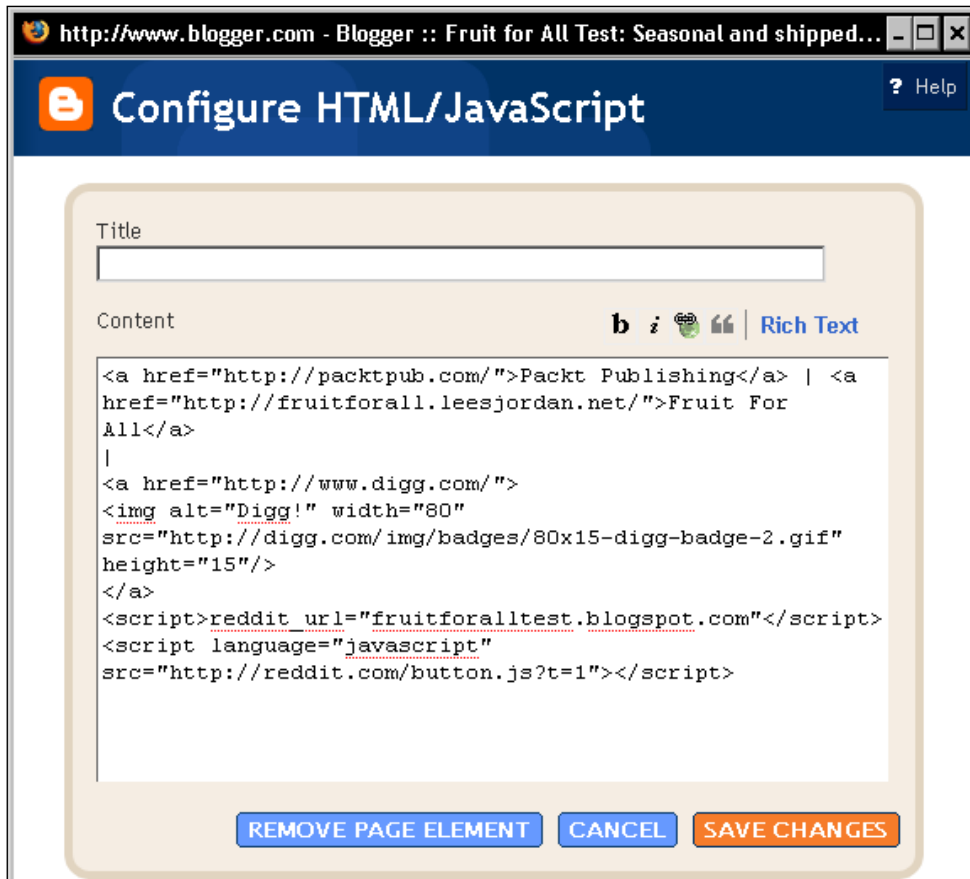 http://www.blogger.com - Blogger :: Fruit for All Test: Seasonal and shipped...
Configure HTML/JavaScript
? Help
Title
Content
b i Rich Text
<a href="http://packtpub.com/">Packt Publishing</a> | <a
href="http://fruitforall.leesjordan.net/">Fruit For
All</a>
|
<a href="http://www.digg.com/">
<img alt="Digg!" width="80"
src="http://digg.com/img/badges/80x15-digg-badge-2.gif"
height="15"/>
</a>
<script>reddit_url="fruitforalltest.blogspot.com"</script>
<script language="javascript"
src="http://reddit.com/button.js?t=1"></script>
REMOVE PAGE ELEMENT CANCEL SAVE CHANGES